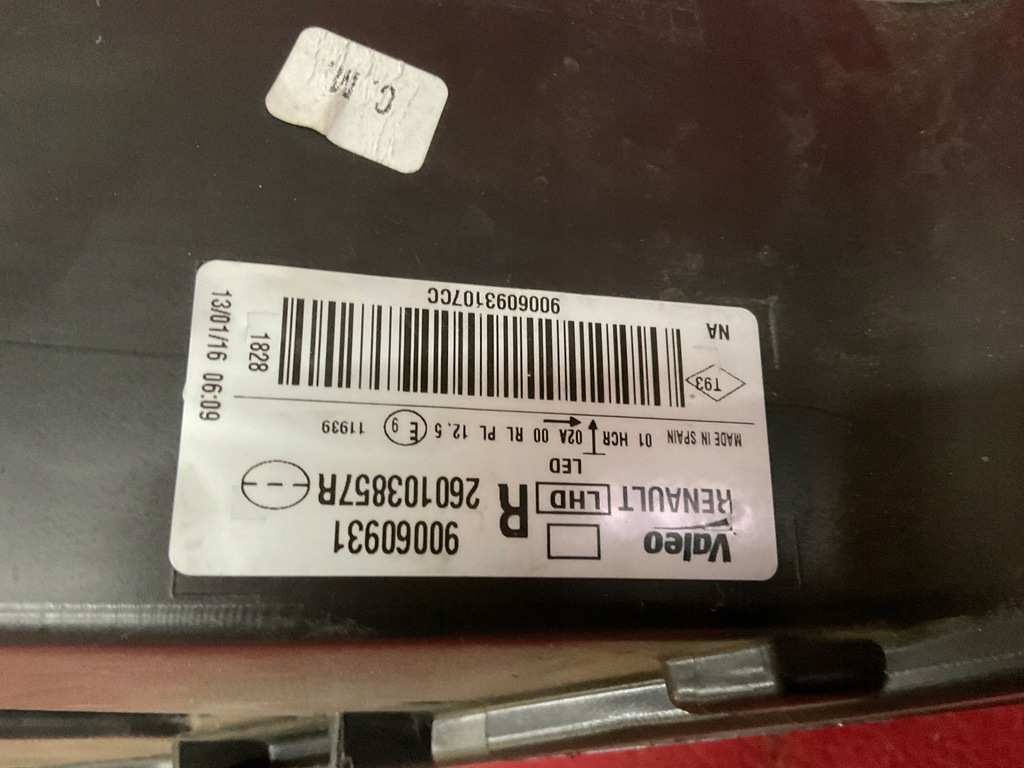 Valeo 90060931
RENAULT LHD R 260103857R
LED
MADE IN SPAIN 01 HCR 02A 00 RL PL 12.5 E9 11939
T93
NA
9006093107CC
1828
13/01/16 06:09
C.M.